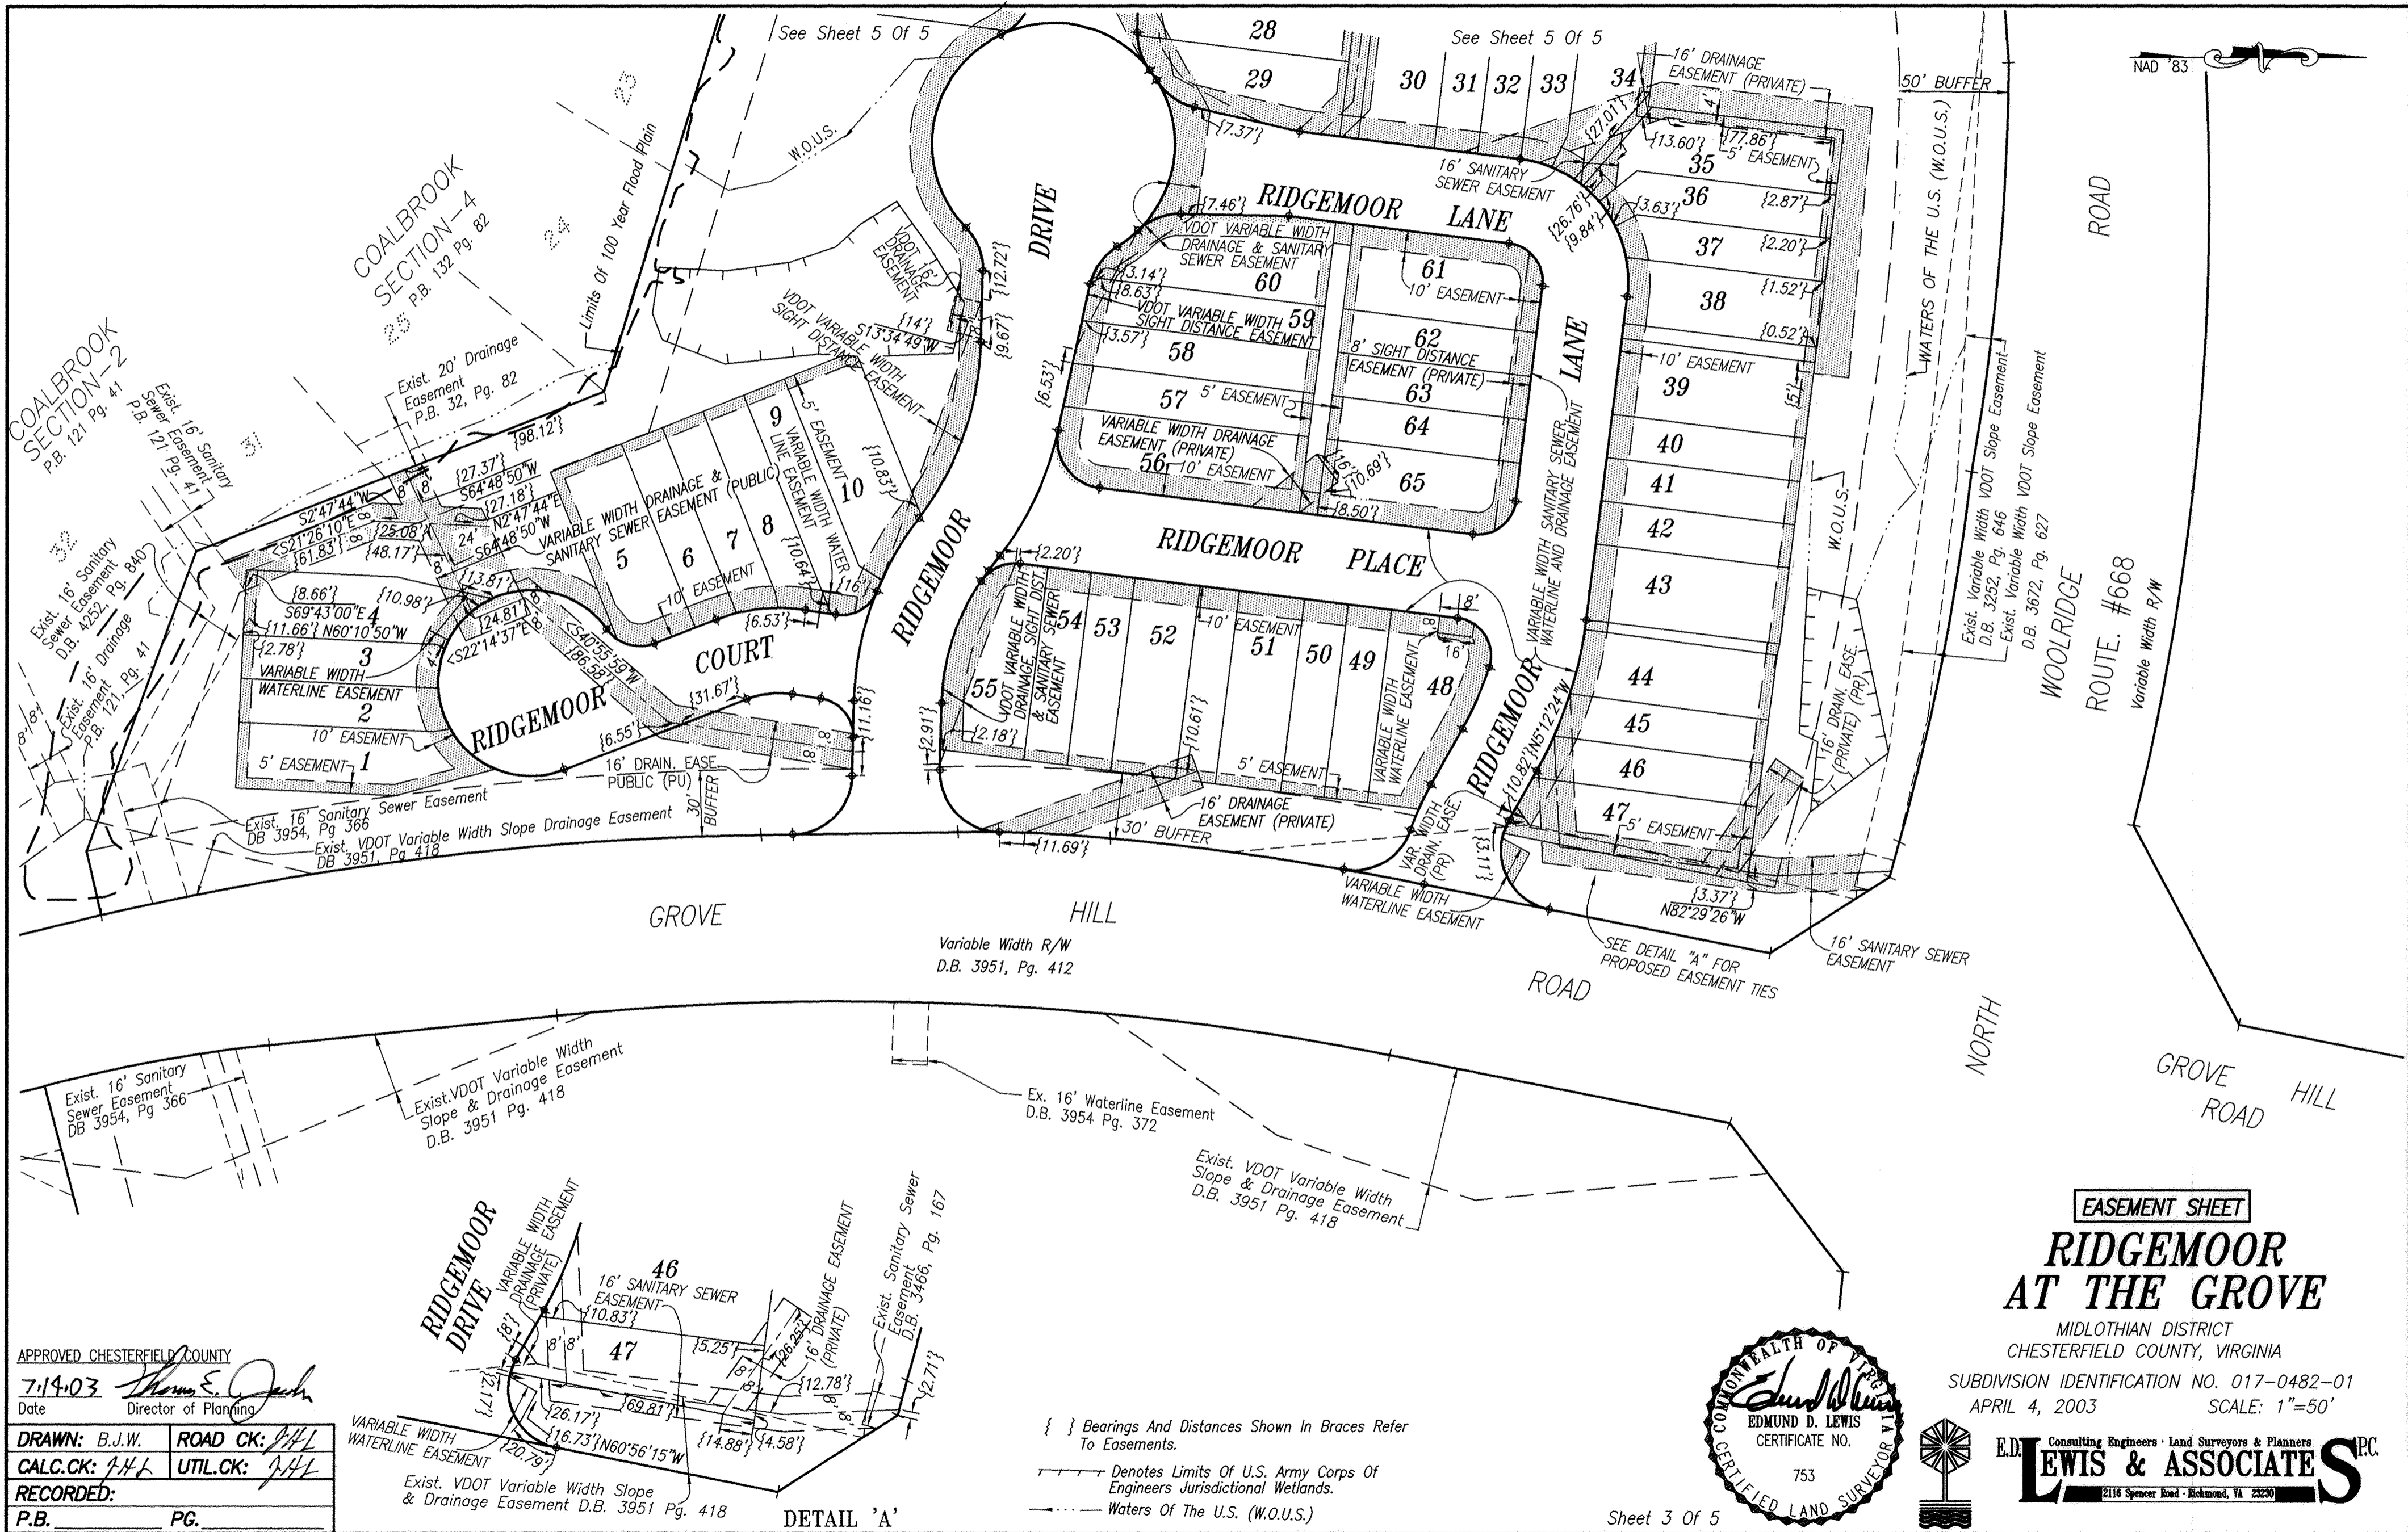 See Sheet 5 Of 5
See Sheet 5 Of 5
NAD '83
28
29
30
31
32
33
34
16' DRAINAGE
EASEMENT (PRIVATE)
50' BUFFER
WATERS OF THE U.S. (W.O.U.S.)
ROAD
23
24
25
31
32
Limits Of 100 Year Flood Plain
W.O.U.S.
COALBROOK
SECTION-4
P.B. 132 Pg. 82
COALBROOK
SECTION-2
P.B. 121 Pg. 41
Exist. 16' Sanitary
Sewer Easement
P.B. 121 Pg. 41
Exist. 20' Drainage
Easement
P.B. 32, Pg. 82
Exist. 16' Sanitary
Sewer Easement
D.B. 4252, Pg. 840
Exist. 16' Drainage
Easement
P.B. 121, Pg. 41
8' 8'
{98.12'}
{27.37'}
S64°48'50"W
{27.18'}
N2°47'44"E
S64°48'50"W
S2°47'44"W
<S21°26'10"E
{61.83'}
{25.08'}
{48.17'}
24'
8'
8'
{13.81'}
VARIABLE WIDTH DRAINAGE &
SANITARY SEWER EASEMENT (PUBLIC)
5
6
7
8
9
10
5' EASEMENT
VARIABLE WIDTH WATER
LINE EASEMENT
{10.83'}
{10.64'}
{16'}
10' EASEMENT
{6.53'}
{8.66'}
S69°43'00"E
4
{10.98'}
{11.66'} N60°10'50"W
{2.78'}
3
VARIABLE WIDTH
WATERLINE EASEMENT
2
10' EASEMENT
1
5' EASEMENT
{24.81'}
<S22°14'37"E
4'
<S40°55'59"W
{86.58'}
RIDGEMOOR COURT
{31.67'}
{6.55'}
16' DRAIN. EASE.
PUBLIC (PU)
30'
BUFFER
8'
8'
{11.16'}
Exist. 16' Sanitary Sewer Easement
DB 3954, Pg 366
Exist. VDOT Variable Width Slope Drainage Easement
DB 3951, Pg 418
VDOT 16'
DRAINAGE
EASEMENT
VDOT VARIABLE WIDTH
SIGHT DISTANCE EASEMENT
{14'}
S13°34'49"W
8'
{12.72'}
{9.67'}
RIDGEMOOR DRIVE
{6.53'}
{7.37'}
{7.46'}
RIDGEMOOR LANE
16' SANITARY
SEWER EASEMENT
{27.01'}
{26.76'}
{9.84'}
{3.63'}
4'
{13.60'}
{77.86'}
5' EASEMENT
35
36
{2.87'}
37
{2.20'}
38
{1.52'}
{0.52'}
10' EASEMENT
39
{5'}
40
41
42
43
44
45
46
47
5' EASEMENT
VDOT VARIABLE WIDTH
DRAINAGE & SANITARY
SEWER EASEMENT
{3.14'}
{8.63'}
60
VDOT VARIABLE WIDTH
SIGHT DISTANCE EASEMENT
59
{3.57'}
58
57
5' EASEMENT
VARIABLE WIDTH DRAINAGE
EASEMENT (PRIVATE)
56
10' EASEMENT
{16'}
{10.69'}
{8.50'}
61
10' EASEMENT
62
8' SIGHT DISTANCE
EASEMENT (PRIVATE)
63
64
65
LANE
VARIABLE WIDTH SANITARY SEWER,
WATERLINE AND DRAINAGE EASEMENT
RIDGEMOOR PLACE
{2.20'}
VDOT VARIABLE WIDTH
DRAINAGE, SIGHT DIST.
& SANITARY SEWER
EASEMENT
55
54
53
52
51
50
49
48
10' EASEMENT
{10.61'}
5' EASEMENT
VARIABLE WIDTH
WATERLINE EASEMENT
8'
8'
16'
{2.91'}
{2.18'}
16' DRAINAGE
EASEMENT (PRIVATE)
30' BUFFER
{11.69'}
RIDGEMOOR
{10.82'}N51°12'24"W
VAR. WIDTH
DRAIN. EASE.
(PR)
{3.11'}
VARIABLE WIDTH
WATERLINE EASEMENT
{3.37'}
N82°29'26"W
SEE DETAIL "A" FOR
PROPOSED EASEMENT TIES
16' SANITARY SEWER
EASEMENT
W.O.U.S.
16' DRAIN. EASE.
(PRIVATE) (PR)
Exist. Variable Width VDOT Slope Easement
D.B. 3252, Pg. 646
Exist. Variable Width VDOT Slope Easement
D.B. 3672, Pg. 627
WOOLRIDGE
ROUTE. #668
Variable Width R/W
NORTH
GROVE HILL ROAD
Variable Width R/W
D.B. 3951, Pg. 412
GROVE HILL
ROAD
Exist. 16' Sanitary
Sewer Easement
DB 3954, Pg 366
Exist.VDOT Variable Width
Slope & Drainage Easement
D.B. 3951 Pg. 418
Ex. 16' Waterline Easement
D.B. 3954 Pg. 372
Exist. VDOT Variable Width
Slope & Drainage Easement
D.B. 3951 Pg. 418
RIDGEMOOR
DRIVE
VARIABLE WIDTH
DRAINAGE EASEMENT
(PRIVATE)
46
16' SANITARY SEWER
EASEMENT
{10.83'}
{8'}
8' 8'
47
{5.25'}
{26.25'}
16' DRAINAGE EASEMENT
(PRIVATE)
Exist. Sanitary Sewer
Easement
D.B. 3466, Pg. 167
8'
8'
{12.78'}
8' 8'
{2.71'}
{2.17'}
{69.81'}
{26.17'}
{16.73'}N60°56'15"W
{20.79'}
{14.88'}
{4.58'}
VARIABLE WIDTH
WATERLINE EASEMENT
Exist. VDOT Variable Width Slope
& Drainage Easement D.B. 3951 Pg. 418
DETAIL 'A'
{ } Bearings And Distances Shown In Braces Refer
To Easements.
Denotes Limits Of U.S. Army Corps Of
Engineers Jurisdictional Wetlands.
Waters Of The U.S. (W.O.U.S.)
APPROVED CHESTERFIELD COUNTY
7.14.03
Date Director of Planning
DRAWN: B.J.W. ROAD CK: JHL
CALC.CK: JHL UTIL.CK: JHL
RECORDED:
P.B. PG.
COMMONWEALTH OF VIRGINIA
EDMUND D. LEWIS
CERTIFICATE NO.
753
CERTIFIED LAND SURVEYOR
Sheet 3 Of 5
EASEMENT SHEET
RIDGEMOOR
AT THE GROVE
MIDLOTHIAN DISTRICT
CHESTERFIELD COUNTY, VIRGINIA
SUBDIVISION IDENTIFICATION NO. 017-0482-01
APRIL 4, 2003 SCALE: 1"=50'
E.D. LEWIS & ASSOCIATES P.C.
Consulting Engineers · Land Surveyors & Planners
2116 Spencer Road · Richmond, VA 23230